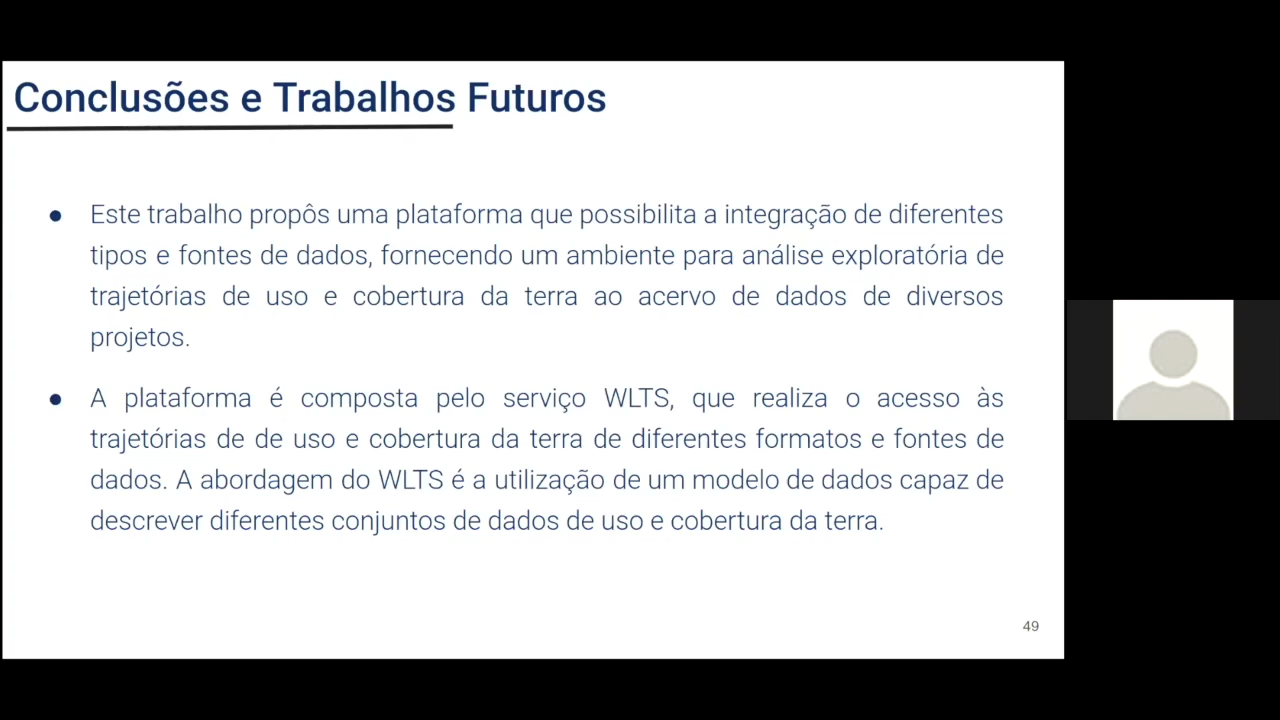 Conclusões e Trabalhos Futuros
● Este trabalho propôs uma plataforma que possibilita a integração de diferentes
tipos e fontes de dados, fornecendo um ambiente para análise exploratória de
trajetórias de uso e cobertura da terra ao acervo de dados de diversos
projetos.
● A plataforma é composta pelo serviço WLTS, que realiza o acesso às
trajetórias de de uso e cobertura da terra de diferentes formatos e fontes de
dados. A abordagem do WLTS é a utilização de um modelo de dados capaz de
descrever diferentes conjuntos de dados de uso e cobertura da terra.
49